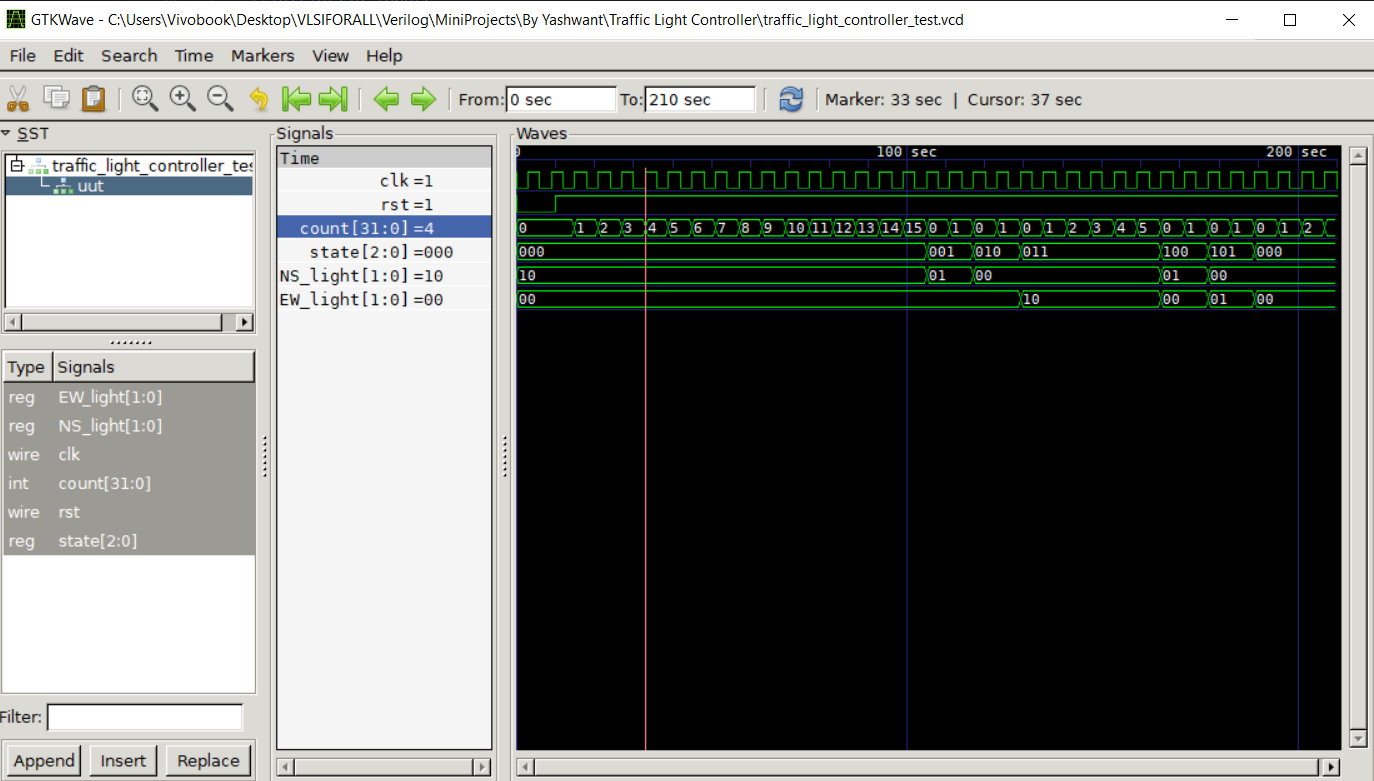 GTKWave - C:\Users\Vivobook\Desktop\VLSIFORALL\Verilog\MiniProjects\By Yashwant\Traffic Light Controller\traffic_light_controller_test.vcd
File Edit Search Time Markers View Help
From: 0 sec To: 210 sec Marker: 33 sec | Cursor: 37 sec
SST
traffic_light_controller_tes
uut
Type Signals
reg EW_light[1:0]
reg NS_light[1:0]
wire clk
int count[31:0]
wire rst
reg state[2:0]
Filter:
Append Insert Replace
Signals
Time
clk =1
rst =1
count[31:0] =4
state[2:0] =000
NS_light[1:0] =10
EW_light[1:0] =00
Waves
0 100 sec 200 sec
0 1 2 3 4 5 6 7 8 9 10 11 12 13 14 15 0 1 0 1 0 1 2 3 4 5 0 1 0 1 0 1 2
000 001 010 011 100 101 000
10 01 00 01 00
00 10 00 01 00